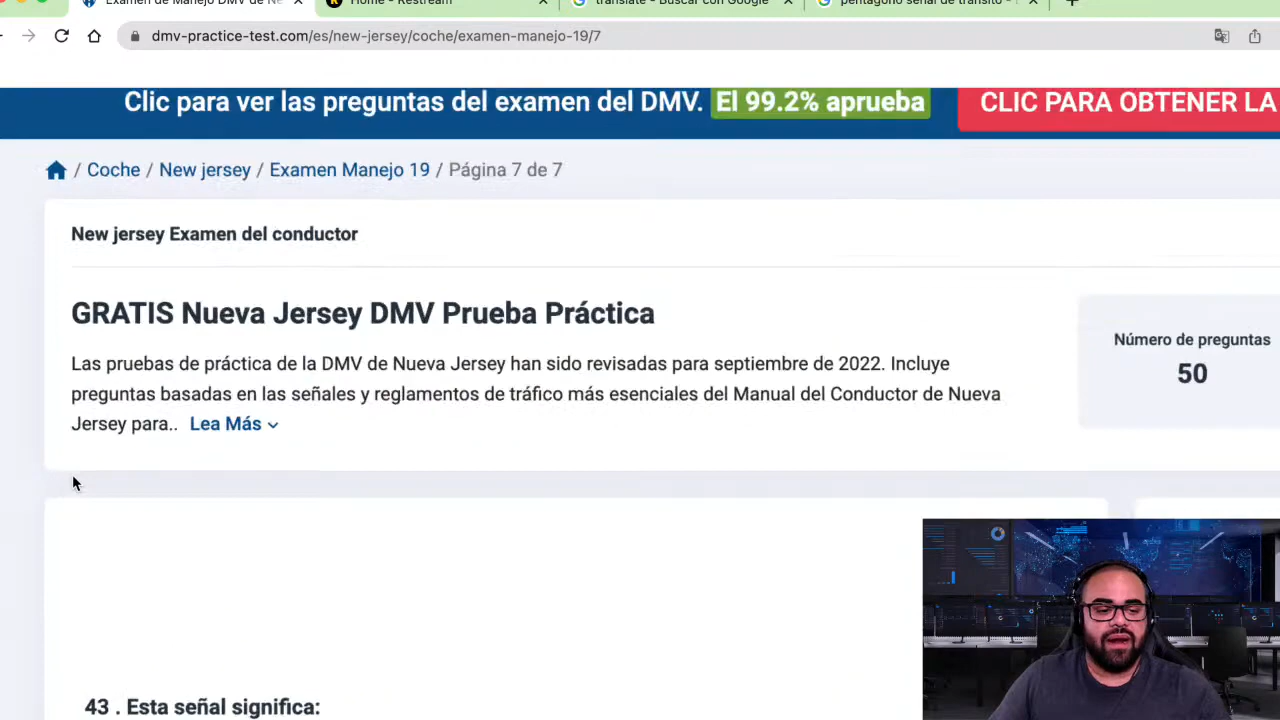 Examen de Manejo DMV de Ne
Home - Restream
translate - Buscar con Google
pentagono señal de transito -
dmv-practice-test.com/es/new-jersey/coche/examen-manejo-19/7
Clic para ver las preguntas del examen del DMV. El 99.2% aprueba
CLIC PARA OBTENER LA
/ Coche / New jersey / Examen Manejo 19 / Página 7 de 7
New jersey Examen del conductor
GRATIS Nueva Jersey DMV Prueba Práctica
Las pruebas de práctica de la DMV de Nueva Jersey han sido revisadas para septiembre de 2022. Incluye
preguntas basadas en las señales y reglamentos de tráfico más esenciales del Manual del Conductor de Nueva
Jersey para.. Lea Más
Número de preguntas
50
43 . Esta señal significa: